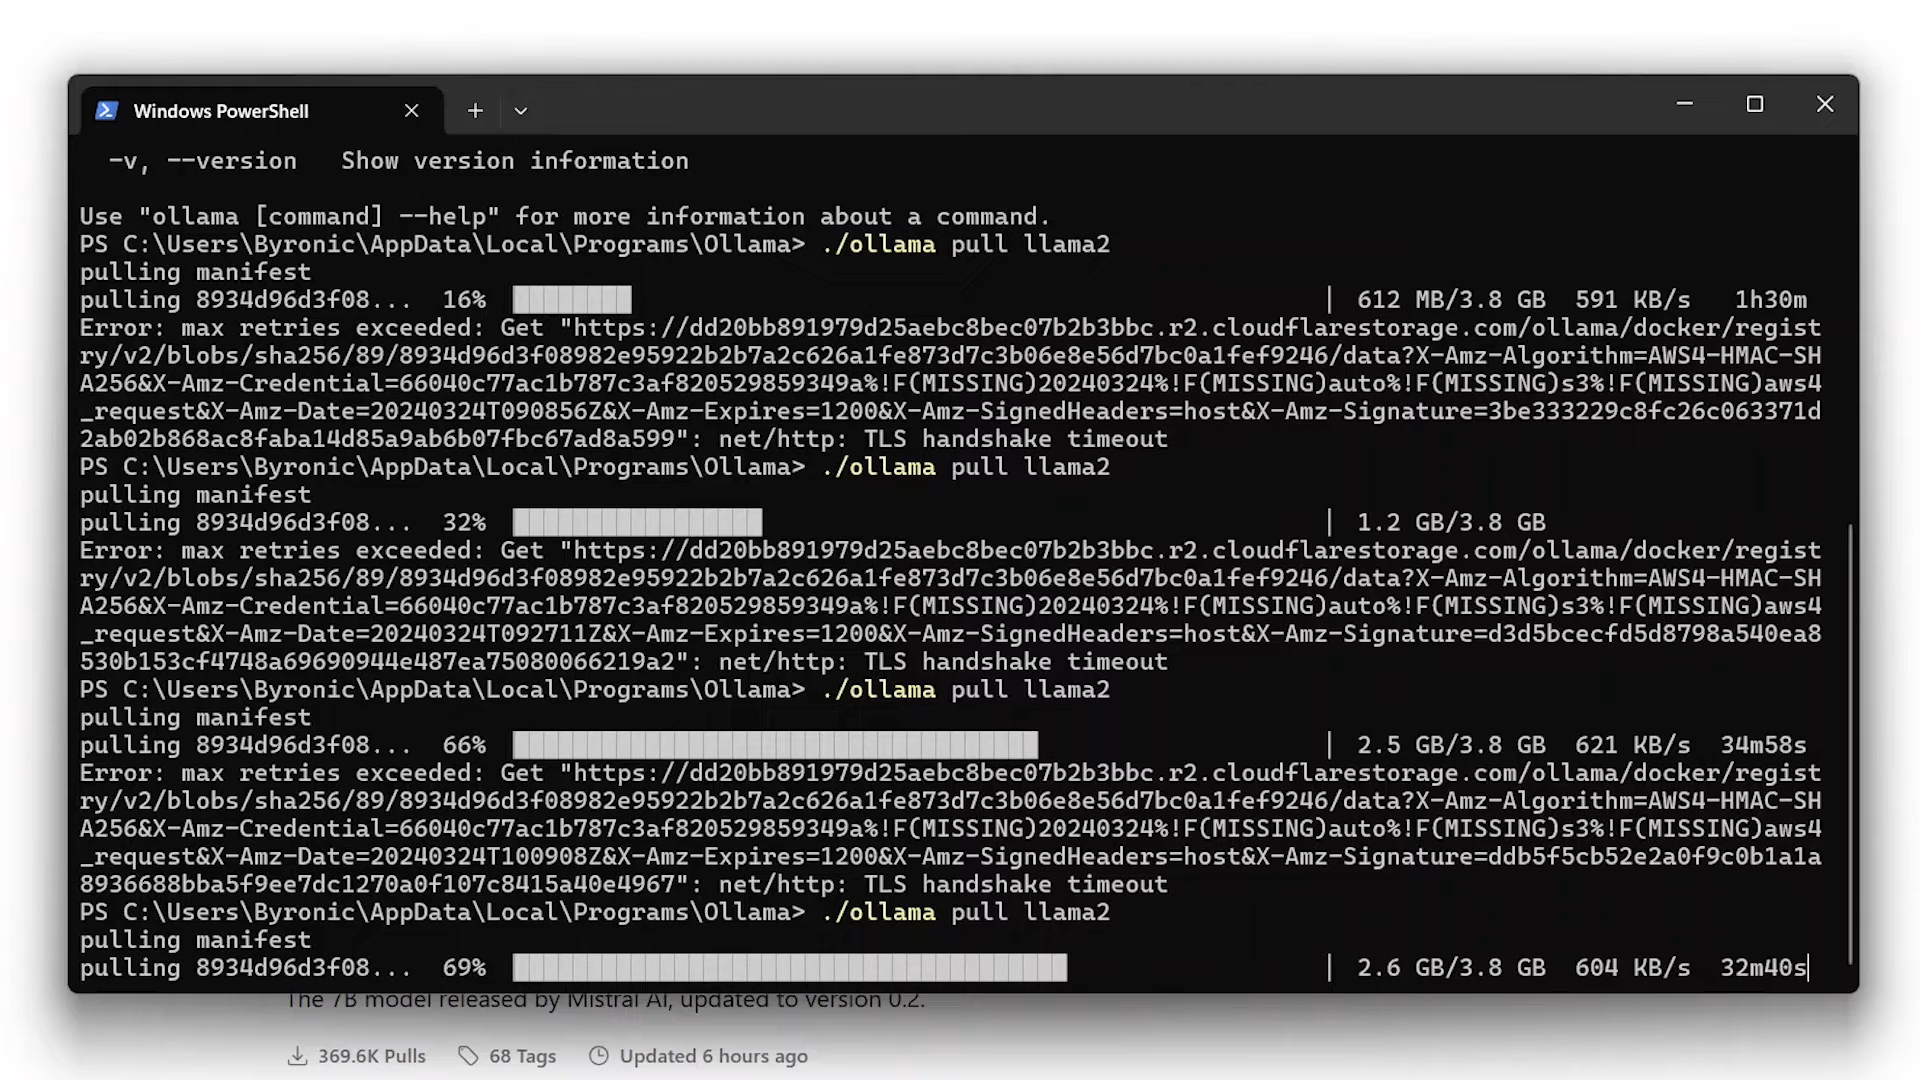 Windows PowerShell
-v, --version   Show version information
Use "ollama [command] --help" for more information about a command.
PS C:\Users\Byronic\AppData\Local\Programs\Ollama> ./ollama pull llama2
pulling manifest
pulling 8934d96d3f08...  16%  | 612 MB/3.8 GB  591 KB/s   1h30m
Error: max retries exceeded: Get "https://dd20bb891979d25aebc8bec07b2b3bbc.r2.cloudflarestorage.com/ollama/docker/regist
ry/v2/blobs/sha256/89/8934d96d3f08982e95922b2b7a2c626a1fe873d7c3b06e8e56d7bc0a1fef9246/data?X-Amz-Algorithm=AWS4-HMAC-SH
A256&X-Amz-Credential=66040c77ac1b787c3af820529859349a%!F(MISSING)20240324%!F(MISSING)auto%!F(MISSING)s3%!F(MISSING)aws4
_request&X-Amz-Date=20240324T090856Z&X-Amz-Expires=1200&X-Amz-SignedHeaders=host&X-Amz-Signature=3be333229c8fc26c063371d
2ab02b868ac8faba14d85a9ab6b07fbc67ad8a599": net/http: TLS handshake timeout
PS C:\Users\Byronic\AppData\Local\Programs\Ollama> ./ollama pull llama2
pulling manifest
pulling 8934d96d3f08...  32%  | 1.2 GB/3.8 GB
Error: max retries exceeded: Get "https://dd20bb891979d25aebc8bec07b2b3bbc.r2.cloudflarestorage.com/ollama/docker/regist
ry/v2/blobs/sha256/89/8934d96d3f08982e95922b2b7a2c626a1fe873d7c3b06e8e56d7bc0a1fef9246/data?X-Amz-Algorithm=AWS4-HMAC-SH
A256&X-Amz-Credential=66040c77ac1b787c3af820529859349a%!F(MISSING)20240324%!F(MISSING)auto%!F(MISSING)s3%!F(MISSING)aws4
_request&X-Amz-Date=20240324T092711Z&X-Amz-Expires=1200&X-Amz-SignedHeaders=host&X-Amz-Signature=d3d5bcecfd5d8798a540ea8
530b153cf4748a69690944e487ea75080066219a2": net/http: TLS handshake timeout
PS C:\Users\Byronic\AppData\Local\Programs\Ollama> ./ollama pull llama2
pulling manifest
pulling 8934d96d3f08...  66%  | 2.5 GB/3.8 GB  621 KB/s  34m58s
Error: max retries exceeded: Get "https://dd20bb891979d25aebc8bec07b2b3bbc.r2.cloudflarestorage.com/ollama/docker/regist
ry/v2/blobs/sha256/89/8934d96d3f08982e95922b2b7a2c626a1fe873d7c3b06e8e56d7bc0a1fef9246/data?X-Amz-Algorithm=AWS4-HMAC-SH
A256&X-Amz-Credential=66040c77ac1b787c3af820529859349a%!F(MISSING)20240324%!F(MISSING)auto%!F(MISSING)s3%!F(MISSING)aws4
_request&X-Amz-Date=20240324T100908Z&X-Amz-Expires=1200&X-Amz-SignedHeaders=host&X-Amz-Signature=ddb5f5cb52e2a0f9c0b1a1a
8936688bba5f9ee7dc1270a0f107c8415a40e4967": net/http: TLS handshake timeout
PS C:\Users\Byronic\AppData\Local\Programs\Ollama> ./ollama pull llama2
pulling manifest
pulling 8934d96d3f08...  69%  | 2.6 GB/3.8 GB  604 KB/s  32m40s
The 7B model released by Mistral AI, updated to version 0.2.
369.6K Pulls   68 Tags   Updated 6 hours ago